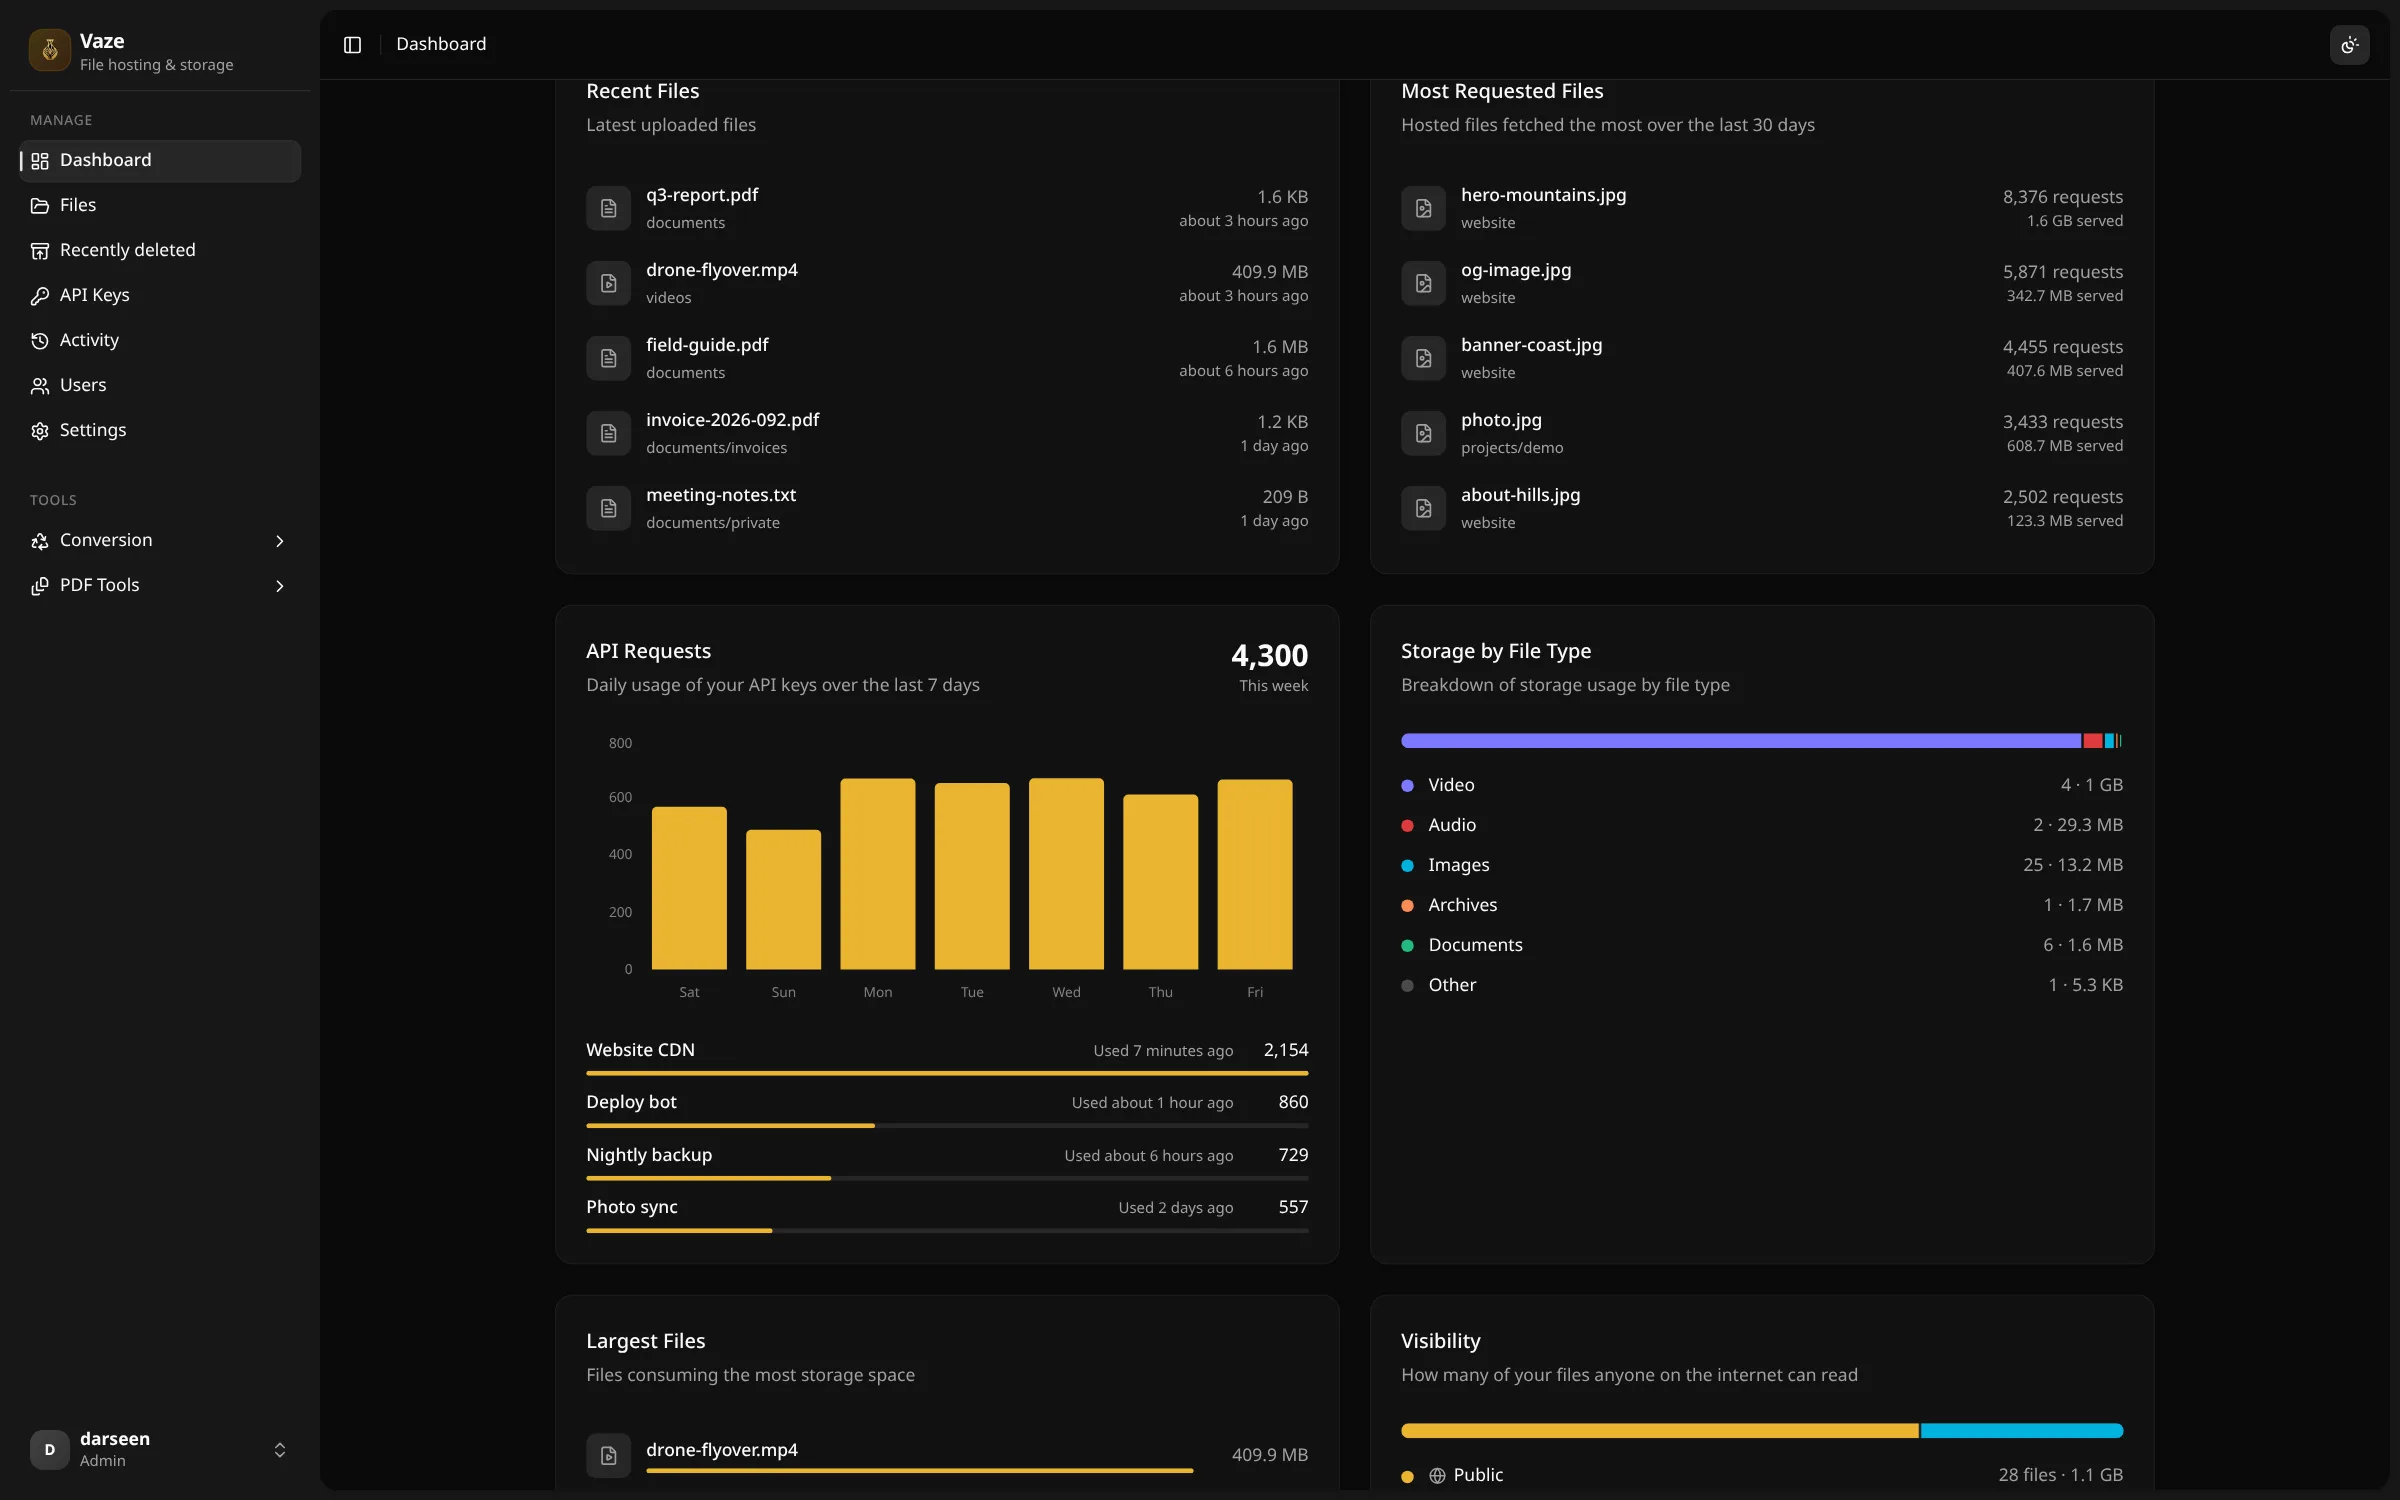 Vaze
File hosting & storage
MANAGE
Dashboard
Files
Recently deleted
API Keys
Activity
Users
Settings
TOOLS
Conversion
PDF Tools
D
darseen
Admin
Dashboard
Recent Files
Latest uploaded files
q3-report.pdf
1.6 KB
documents
about 3 hours ago
drone-flyover.mp4
409.9 MB
videos
about 3 hours ago
field-guide.pdf
1.6 MB
documents
about 6 hours ago
invoice-2026-092.pdf
1.2 KB
documents/invoices
1 day ago
meeting-notes.txt
209 B
documents/private
1 day ago
Most Requested Files
Hosted files fetched the most over the last 30 days
hero-mountains.jpg
8,376 requests
website
1.6 GB served
og-image.jpg
5,871 requests
website
342.7 MB served
banner-coast.jpg
4,455 requests
website
407.6 MB served
photo.jpg
3,433 requests
projects/demo
608.7 MB served
about-hills.jpg
2,502 requests
website
123.3 MB served
API Requests
4,300
Daily usage of your API keys over the last 7 days
This week
800
600
400
200
0
Sat Sun Mon Tue Wed Thu Fri
Website CDN Used 7 minutes ago 2,154
Deploy bot Used about 1 hour ago 860
Nightly backup Used about 6 hours ago 729
Photo sync Used 2 days ago 557
Storage by File Type
Breakdown of storage usage by file type
Video 4 · 1 GB
Audio 2 · 29.3 MB
Images 25 · 13.2 MB
Archives 1 · 1.7 MB
Documents 6 · 1.6 MB
Other 1 · 5.3 KB
Largest Files
Files consuming the most storage space
drone-flyover.mp4 409.9 MB
Visibility
How many of your files anyone on the internet can read
Public 28 files · 1.1 GB